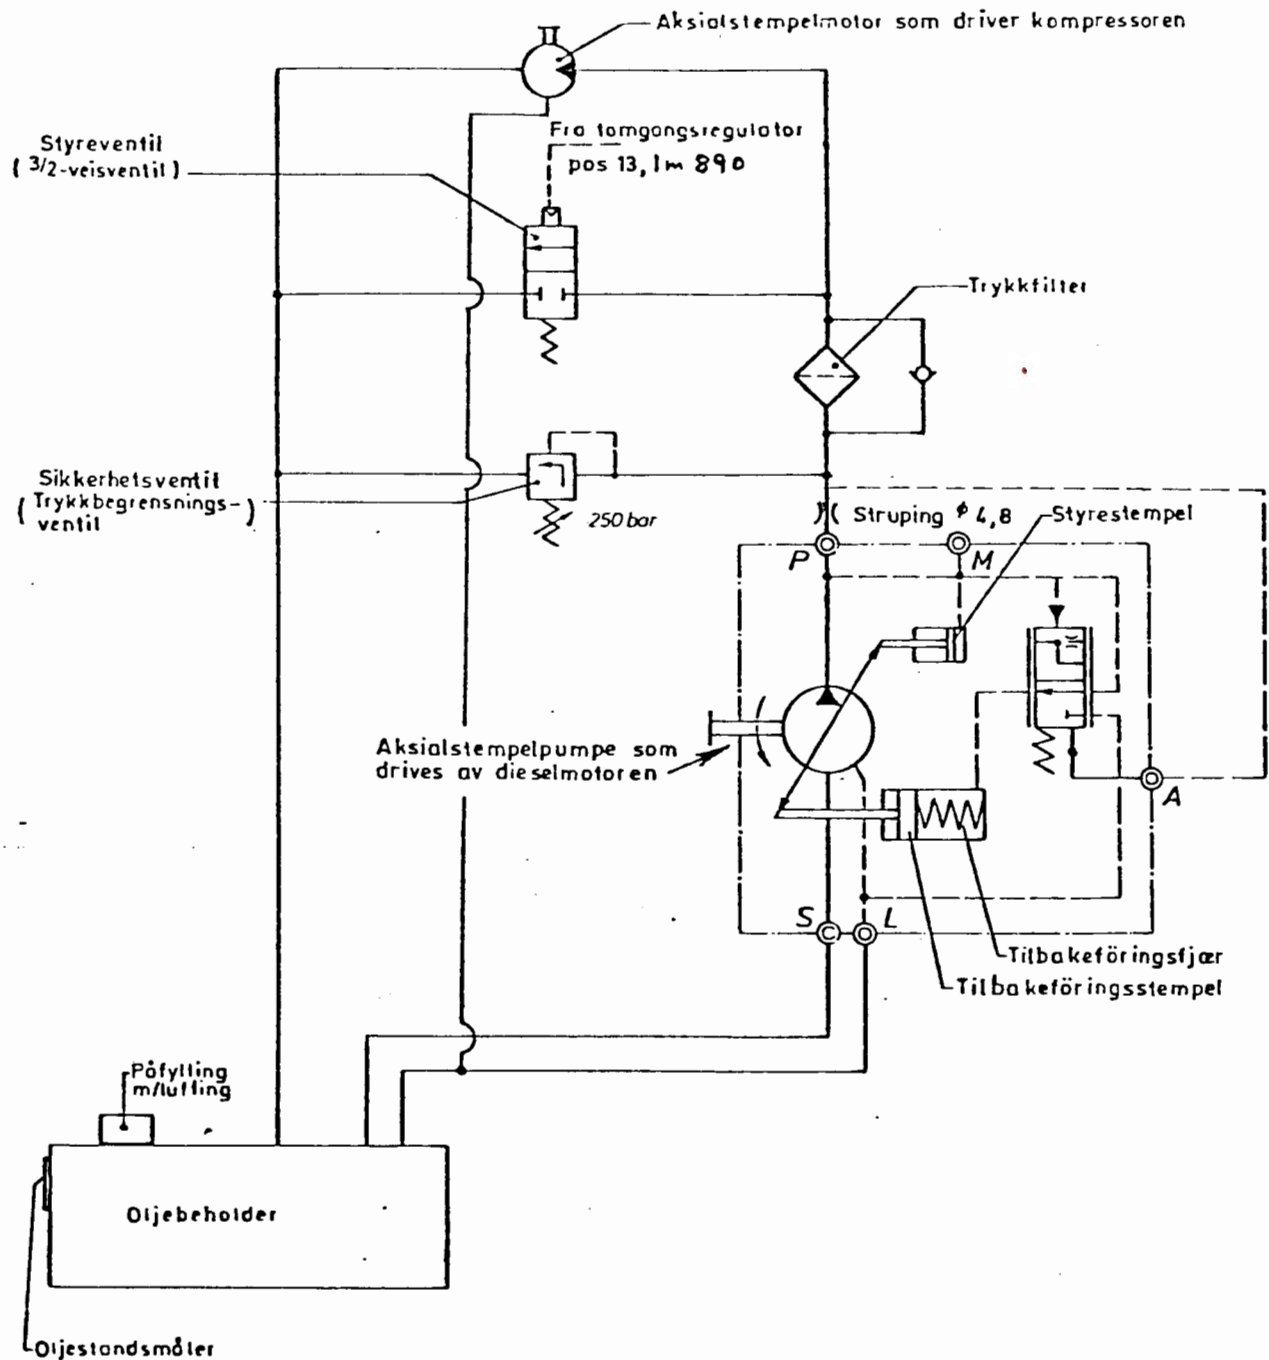 Aksialstempelmotor som driver kompressoren
Styreventil
( 3/2-veisventil )
Fra tomgangsregulator
pos 13, lm 890
Trykkfilter
Sikkerhetsventil
( Trykkbegrensnings- )
ventil
250 bar
Struping ø 4,8
Styrestempel
P
M
Aksialstempelpumpe som
drives av dieselmotoren
A
S
L
Tilbakeföringsfjær
Tilbakeföringsstempel
Påfylling
m/lufting
Oljebeholder
Oljestandsmåler